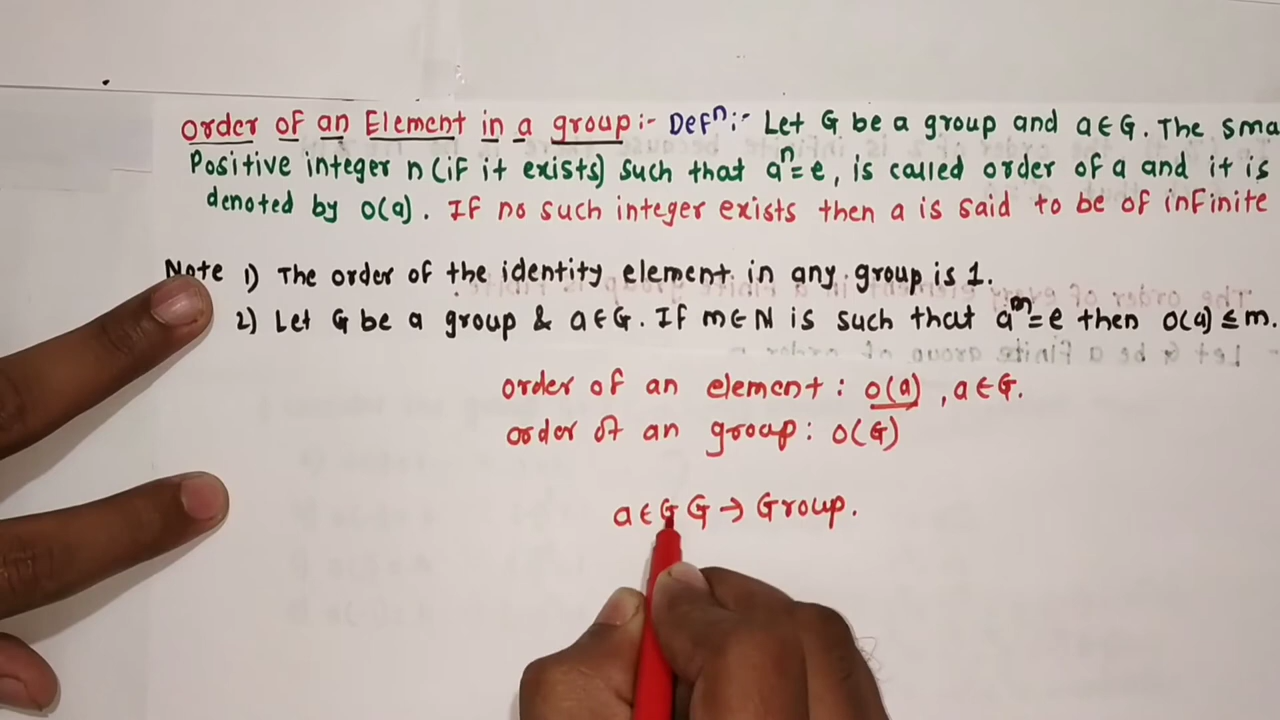 Order of an Element in a group:- Defⁿ:- Let G be a group and a∈G. The sma
Positive integer n (if it exists) such that aⁿ=e, is called order of a and it is
denoted by o(a). If no such integer exists then a is said to be of infinite
Note 1) The order of the identity element in any group is 1.
2) Let G be a group & a∈G. If m∈N is such that aᵐ=e then o(a)≤m.
order of an element: o(a), a∈G.
order of an group: o(G)
a∈G G→Group.